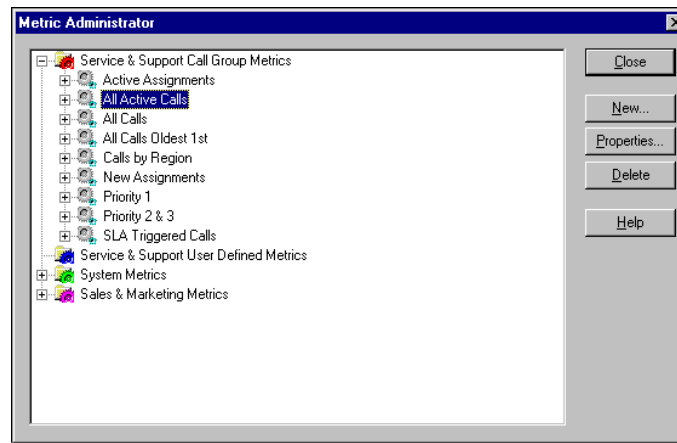 Metric Administrator
Service & Support Call Group Metrics
Active Assignments
All Active Calls
All Calls
All Calls Oldest 1st
Calls by Region
New Assignments
Priority 1
Priority 2 & 3
SLA Triggered Calls
Service & Support User Defined Metrics
System Metrics
Sales & Marketing Metrics
Close
New...
Properties...
Delete
Help